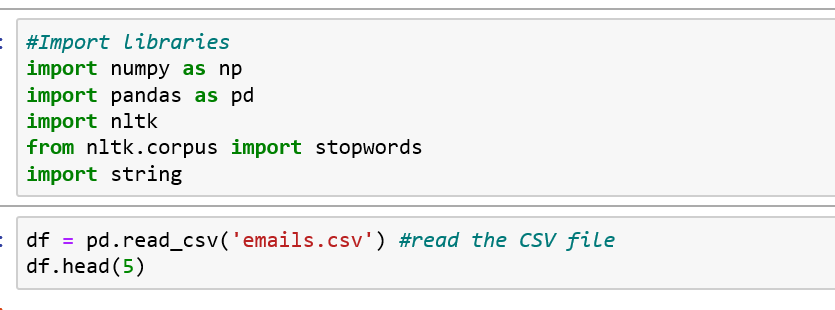 #Import libraries
import numpy as np
import pandas as pd
import nltk
from nltk.corpus import stopwords
import string
df = pd.read_csv('emails.csv') #read the CSV file
df.head(5)